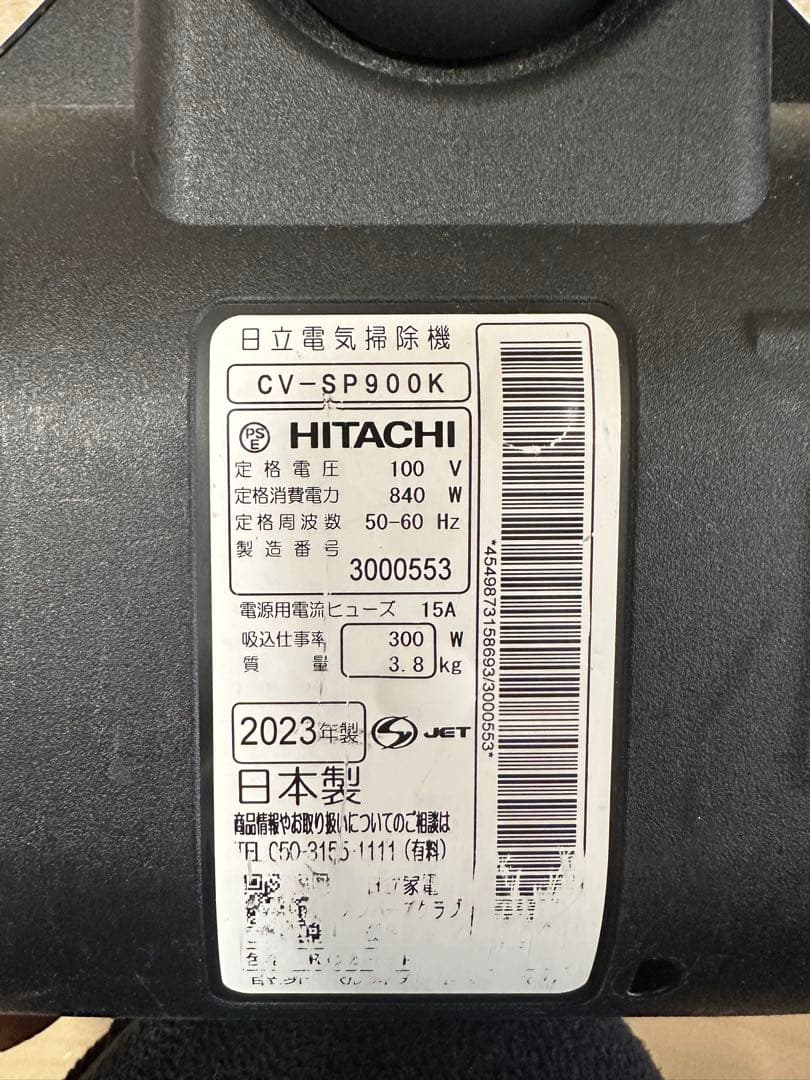 日立電気掃除機
CV-SP900K
PS
E
HITACHI
定格電圧 100 V
定格消費電力 840 W
定格周波数 50-60 Hz
製造番号
3000553
電源用電流ヒューズ 15A
吸込仕事率 300 W
質量 3.8 kg
2023年製
JET
日本製
商品情報やお取り扱いについてのご相談は
TEL 050-3155-1111 (有料)
家電
*4549873158693/3000553*